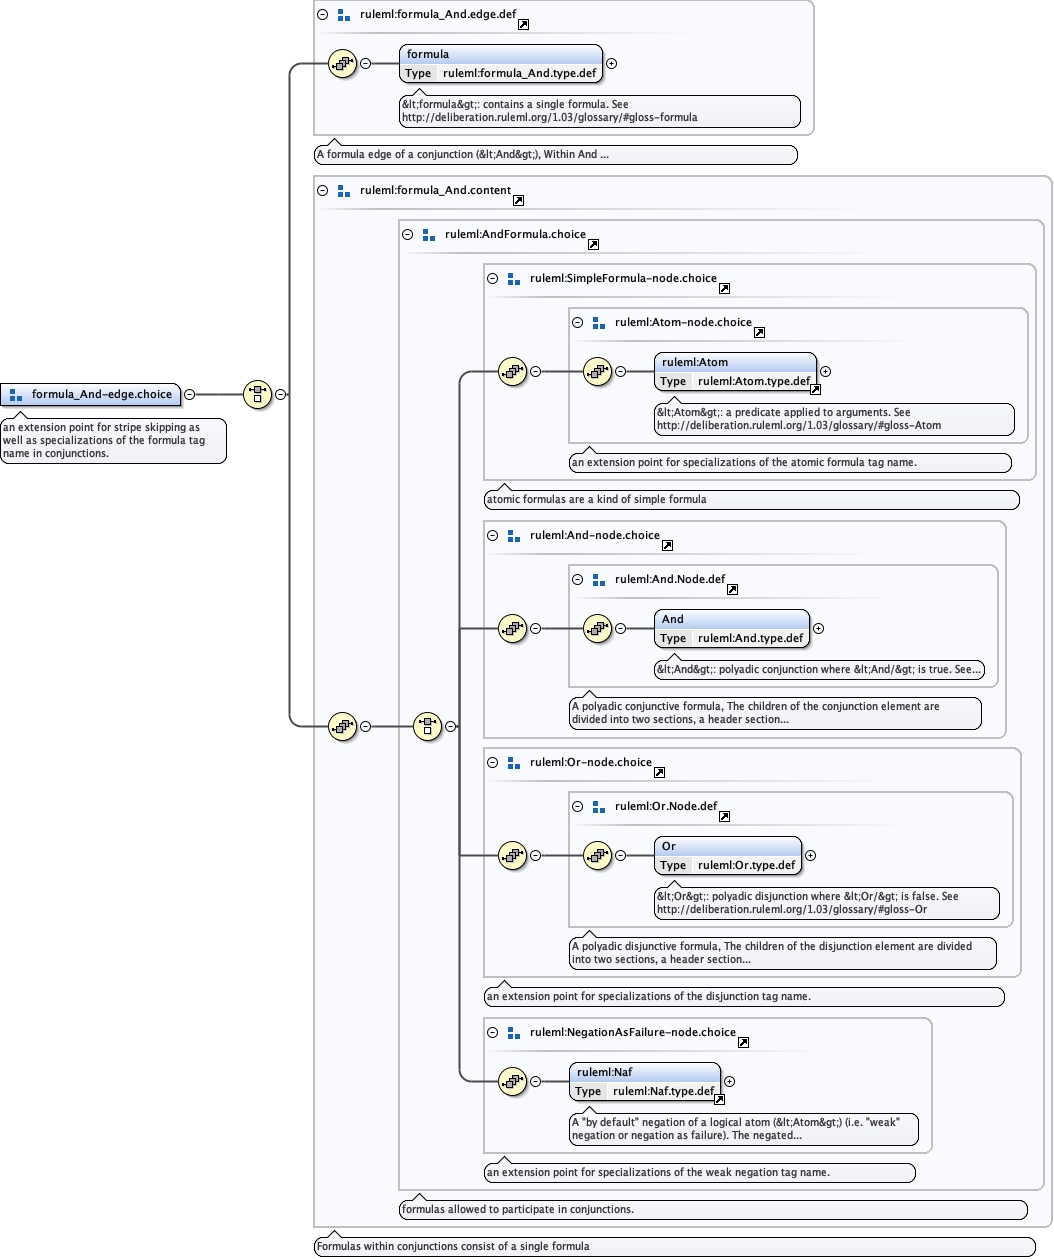 ruleml:formula_And.edge.def
formula
Type ruleml:formula_And.type.def
&lt;formula&gt;: contains a single formula. See
http://deliberation.ruleml.org/1.03/glossary/#gloss-formula
A formula edge of a conjunction (&lt;And&gt;), Within And ...
ruleml:formula_And.content
ruleml:AndFormula.choice
ruleml:SimpleFormula-node.choice
ruleml:Atom-node.choice
ruleml:Atom
Type ruleml:Atom.type.def
&lt;Atom&gt;: a predicate applied to arguments. See
http://deliberation.ruleml.org/1.03/glossary/#gloss-Atom
an extension point for specializations of the atomic formula tag name.
atomic formulas are a kind of simple formula
formula_And-edge.choice
an extension point for stripe skipping as
well as specializations of the formula tag
name in conjunctions.
ruleml:And-node.choice
ruleml:And.Node.def
And
Type ruleml:And.type.def
&lt;And&gt;: polyadic conjunction where &lt;And/&gt; is true. See...
A polyadic conjunctive formula, The children of the conjunction element are
divided into two sections, a header section...
ruleml:Or-node.choice
ruleml:Or.Node.def
Or
Type ruleml:Or.type.def
&lt;Or&gt;: polyadic disjunction where &lt;Or/&gt; is false. See
http://deliberation.ruleml.org/1.03/glossary/#gloss-Or
A polyadic disjunctive formula, The children of the disjunction element are divided
into two sections, a header section...
an extension point for specializations of the disjunction tag name.
ruleml:NegationAsFailure-node.choice
ruleml:Naf
Type ruleml:Naf.type.def
A "by default" negation of a logical atom (&lt;Atom&gt;) (i.e. "weak"
negation or negation as failure). The negated...
an extension point for specializations of the weak negation tag name.
formulas allowed to participate in conjunctions.
Formulas within conjunctions consist of a single formula